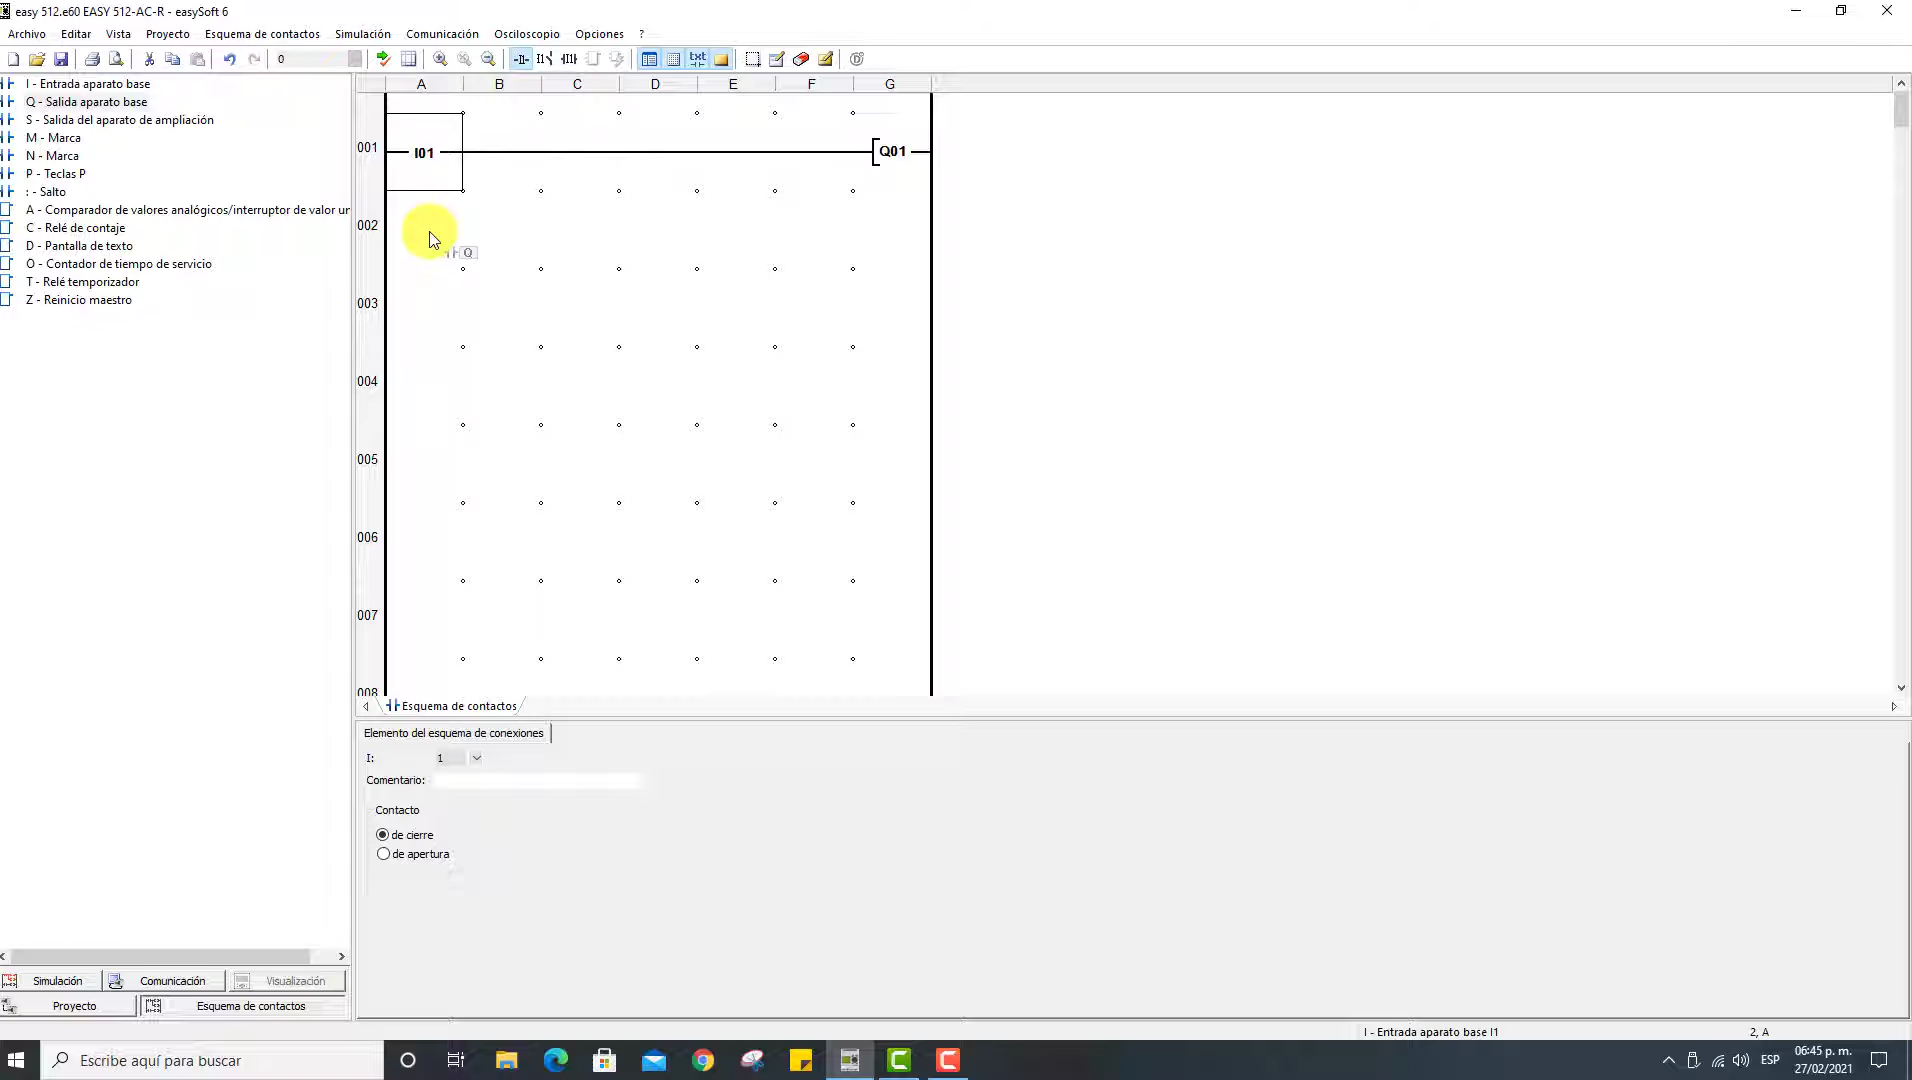 easy 512.e60 EASY 512-AC-R - easySoft 6
Archivo Editar Vista Proyecto Esquema de contactos Simulación Comunicación Osciloscopio Opciones ?
0
txt
I - Entrada aparato base
Q - Salida aparato base
S - Salida del aparato de ampliación
M - Marca
N - Marca
P - Teclas P
: - Salto
A - Comparador de valores analógicos/interruptor de valor
C - Relé de contaje
D - Pantalla de texto
O - Contador de tiempo de servicio
T - Relé temporizador
Z - Reinicio maestro
A B C D E F G
001 I01 Q01
002
Q
003
004
005
006
007
008
Esquema de contactos
Elemento del esquema de conexiones
I: 1
Comentario:
Contacto
de cierre
de apertura
Simulación Comunicación Visualización
Proyecto Esquema de contactos
I - Entrada aparato base I1 2, A
Escribe aquí para buscar
ESP
06:45 p. m.
27/02/2021